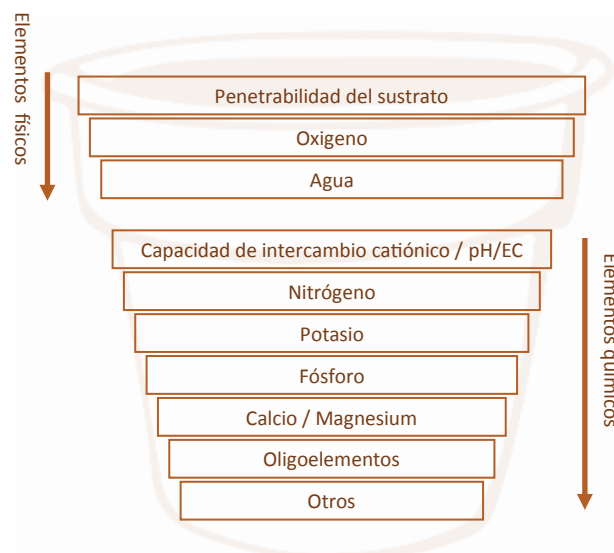 Elementos físicos
Penetrabilidad del sustrato
Oxigeno
Agua
Capacidad de intercambio catiónico / pH/EC
Nitrógeno
Potasio
Fósforo
Calcio / Magnesium
Oligoelementos
Otros
Elementos químicos